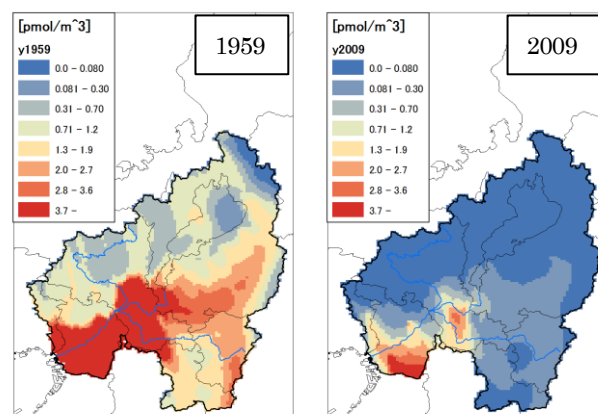 [pmol/m^3]
y1959
0.0 - 0.080
0.081 - 0.30
0.31 - 0.70
0.71 - 1.2
1.3 - 1.9
2.0 - 2.7
2.8 - 3.6
3.7 -
1959
[pmol/m^3]
y2009
0.0 - 0.080
0.081 - 0.30
0.31 - 0.70
0.71 - 1.2
1.3 - 1.9
2.0 - 2.7
2.8 - 3.6
3.7 -
2009